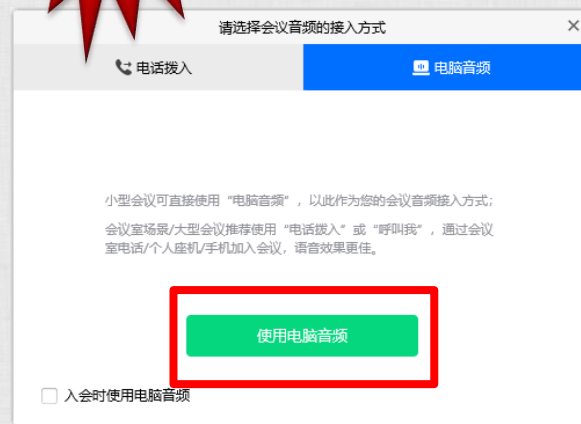 请选择会议音频的接入方式
电话拨入
电脑音频
小型会议可直接使用“电脑音频”，以此作为您的会议音频接入方式；
会议室场景/大型会议推荐使用“电话拨入”或“呼叫我”，通过会议
室电话/个人座机/手机加入会议，语音效果更佳。
使用电脑音频
入会时使用电脑音频